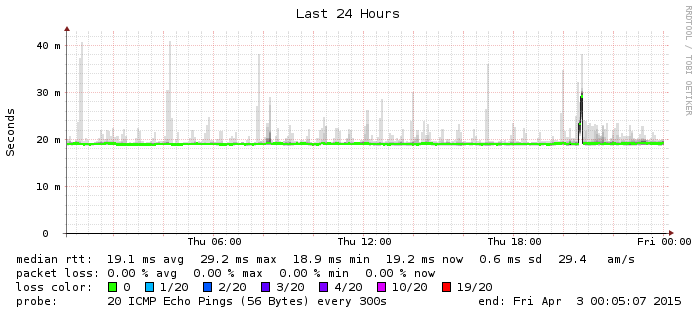 Last 24 Hours
RRDTOOL / TOBI OETIKER
Seconds
40 m
30 m
20 m
10 m
0
Thu 06:00 Thu 12:00 Thu 18:00 Fri 00:00
median rtt: 19.1 ms avg 29.2 ms max 18.9 ms min 19.2 ms now 0.6 ms sd 29.4 am/s
packet loss: 0.00 % avg 0.00 % max 0.00 % min 0.00 % now
loss color: 0 1/20 2/20 3/20 4/20 10/20 19/20
probe: 20 ICMP Echo Pings (56 Bytes) every 300s end: Fri Apr 3 00:05:07 2015